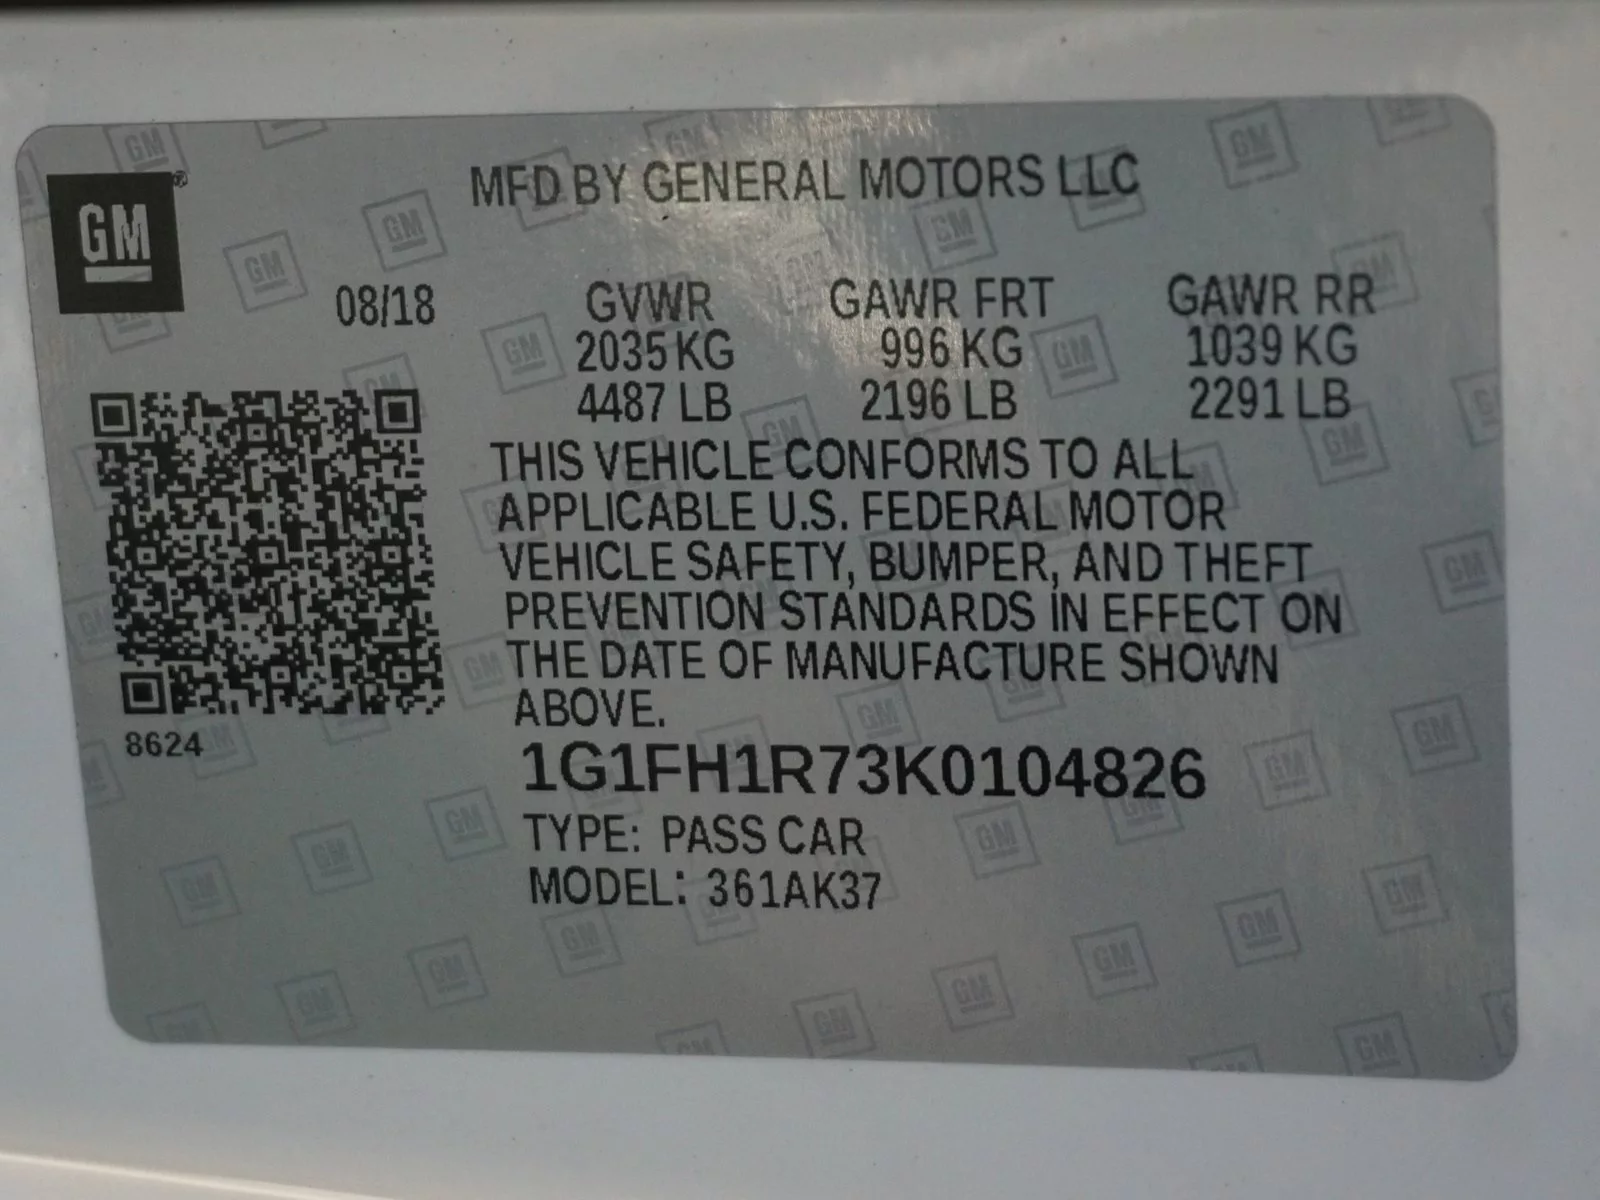 GM
MFD BY GENERAL MOTORS LLC
08/18 GVWR GAWR FRT GAWR RR
2035 KG 996 KG 1039 KG
4487 LB 2196 LB 2291 LB
THIS VEHICLE CONFORMS TO ALL
APPLICABLE U.S. FEDERAL MOTOR
VEHICLE SAFETY, BUMPER, AND THEFT
PREVENTION STANDARDS IN EFFECT ON
THE DATE OF MANUFACTURE SHOWN
ABOVE.
8624
1G1FH1R73K0104826
TYPE: PASS CAR
MODEL: 361AK37